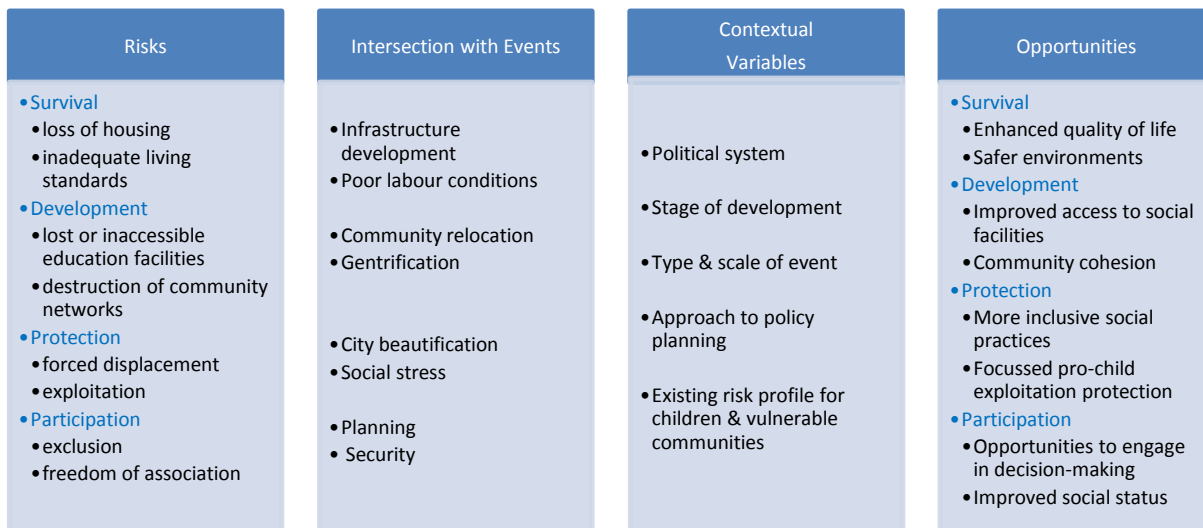 Risks
•Survival
•loss of housing
•inadequate living
standards
•Development
•lost or inaccessible
education facilities
•destruction of community
networks
•Protection
•forced displacement
•exploitation
•Participation
•exclusion
•freedom of association
Intersection with Events
•Infrastructure
development
•Poor labour conditions
•Community relocation
•Gentrification
•City beautification
•Social stress
•Planning
• Security
Contextual
Variables
•Political system
•Stage of development
•Type & scale of event
•Approach to policy
planning
•Existing risk profile for
children & vulnerable
communities
Opportunities
•Survival
•Enhanced quality of life
•Safer environments
•Development
•Improved access to social
facilities
•Community cohesion
•Protection
•More inclusive social
practices
•Focussed pro-child
exploitation protection
•Participation
•Opportunities to engage
in decision-making
•Improved social status